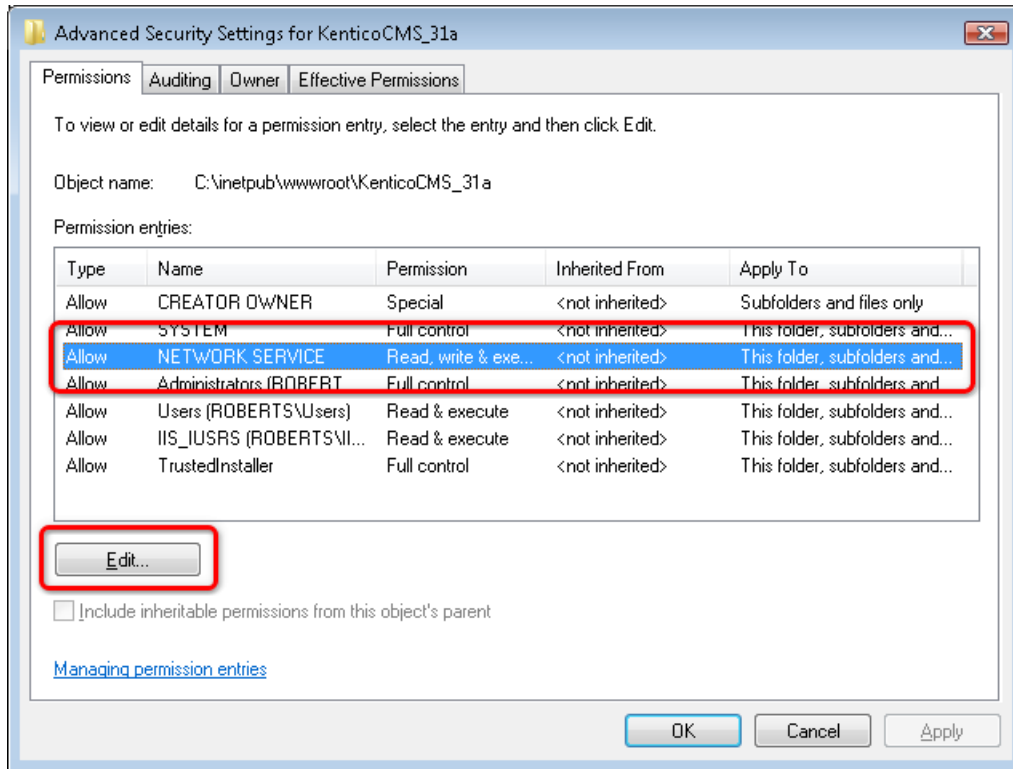 Advanced Security Settings for KenticoCMS_31a
Permissions Auditing Owner Effective Permissions
To view or edit details for a permission entry, select the entry and then click Edit.
Object name: C:\inetpub\wwwroot\KenticoCMS_31a
Permission entries:
Type Name Permission Inherited From Apply To
Allow CREATOR OWNER Special <not inherited> Subfolders and files only
Allow SYSTEM Full control <not inherited> This folder, subfolders and...
Allow NETWORK SERVICE Read, write & exe... <not inherited> This folder, subfolders and...
Allow Administrators (ROBERT Full control <not inherited> This folder, subfolders and
Allow Users (ROBERTS\Users) Read & execute <not inherited> This folder, subfolders and...
Allow IIS_IUSRS (ROBERTS\II... Read & execute <not inherited> This folder, subfolders and...
Allow TrustedInstaller Full control <not inherited> This folder, subfolders and...
Edit...
Include inheritable permissions from this object's parent
Managing permission entries
OK Cancel Apply